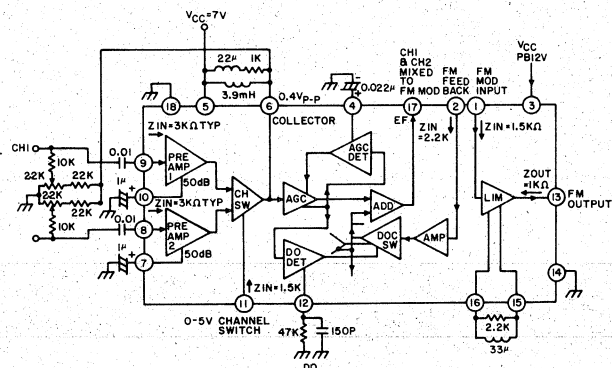 VCC=7V
22μ 1K
3.9mH
18
5
6
0.4VP-P
COLLECTOR
- 
+
0.022μ
4
CH1
& CH2
MIXED
TO
FM MOD
17
EF
FM
FEED
BACK
2
ZIN
=2.2K
FM
MOD
INPUT
1
ZIN=1.5KΩ
VCC
PB12V
3
CH1
0.01
ZIN=3KΩTYP
9
PRE
AMP
1
50dB
10K
22K 22K
22K
22K 22K
10K
1μ
+
10
ZIN=3KΩTYP
0.01
8
PRE
AMP
2
50dB
1μ
+
7
CH
SW
AGC
AGC
DET
ADD
DO
DET
DOC
SW
AMP
LIM
ZOUT
=1KΩ
13
FM
OUTPUT
14
11
ZIN=1.5K
0-5V CHANNEL
SWITCH
12
47K
150P
DO
16
15
2.2K
33μ